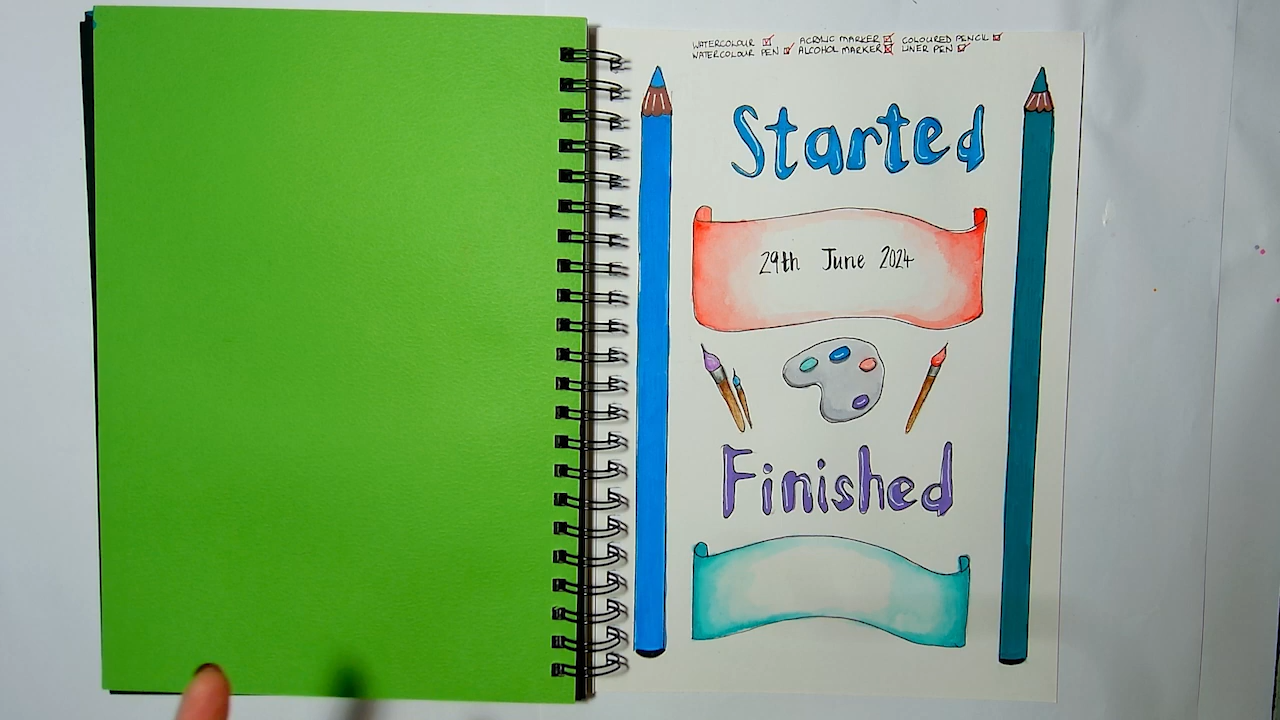 WATERCOLOUR ACRYLIC MARKER COLOURED PENCIL
WATERCOLOUR PEN ALCOHOL MARKER LINER PEN
Started
29th June 2024
Finished